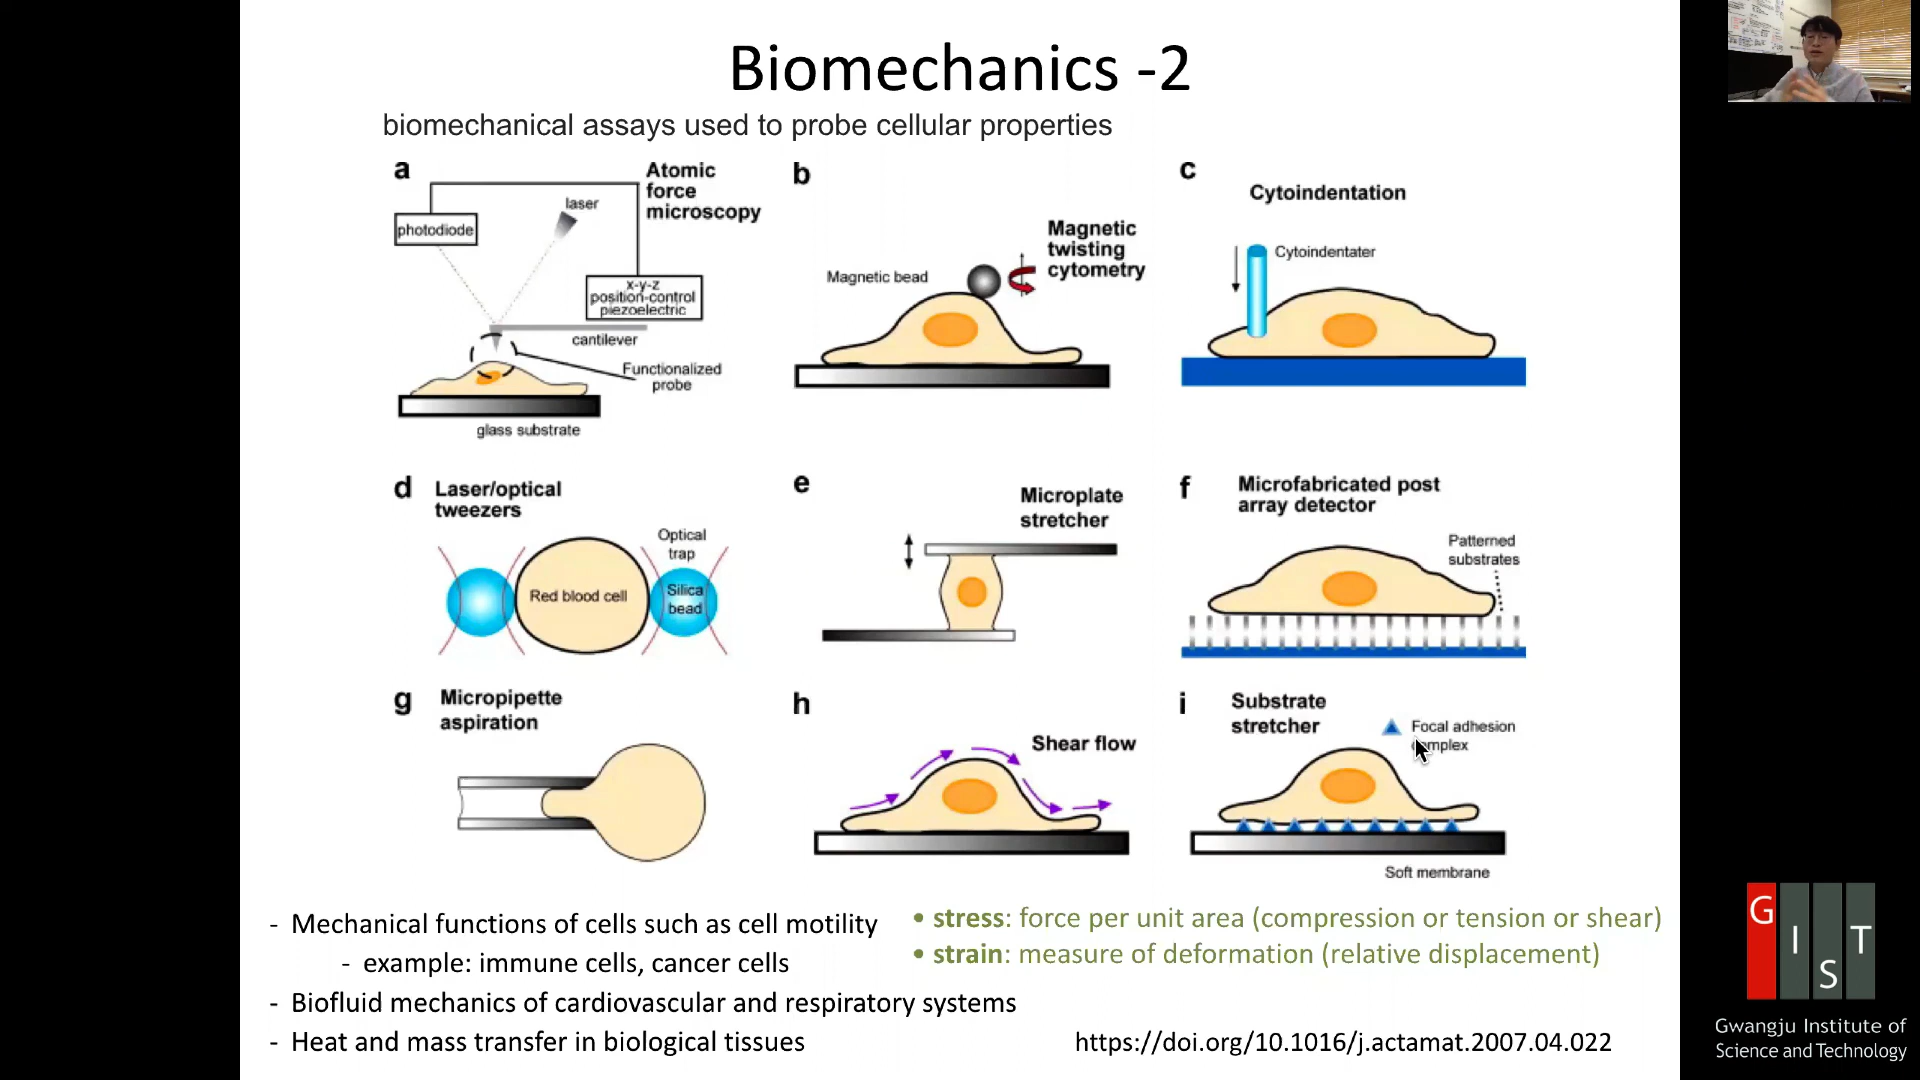 Biomechanics -2
biomechanical assays used to probe cellular properties
a
Atomic
force
microscopy
laser
photodiode
x-y-z
position-control
piezoelectric
cantilever
Functionalized
probe
glass substrate
b
Magnetic
twisting
cytometry
Magnetic bead
c
Cytoindentation
Cytoindentater
d
Laser/optical
tweezers
Optical
trap
Red blood cell
Silica
bead
e
Microplate
stretcher
f
Microfabricated post
array detector
Patterned
substrates
g
Micropipette
aspiration
h
Shear flow
i
Substrate
stretcher
Focal adhesion
complex
Soft membrane
- Mechanical functions of cells such as cell motility
- example: immune cells, cancer cells
- Biofluid mechanics of cardiovascular and respiratory systems
- Heat and mass transfer in biological tissues
• stress: force per unit area (compression or tension or shear)
• strain: measure of deformation (relative displacement)
https://doi.org/10.1016/j.actamat.2007.04.022
GIST
Gwangju Institute of
Science and Technology